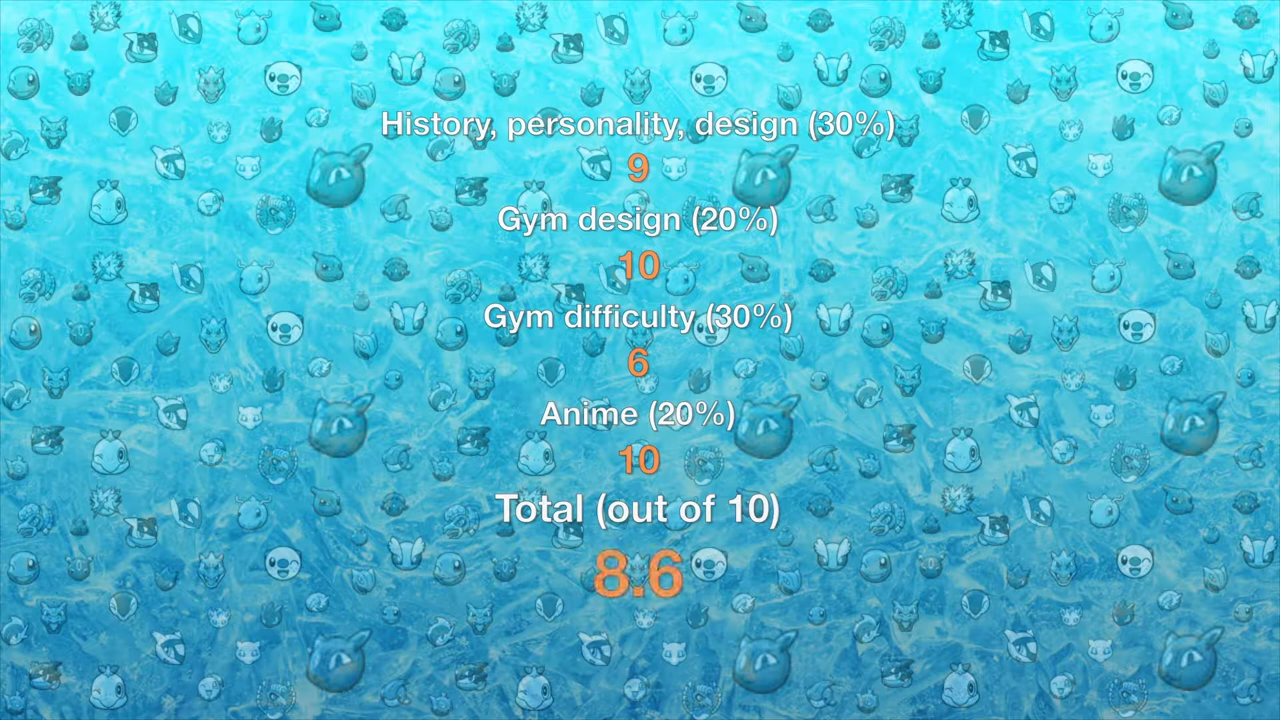 History, personality, design (30%)
9
Gym design (20%)
10
Gym difficulty (30%)
6
Anime (20%)
10
Total (out of 10)
8.6